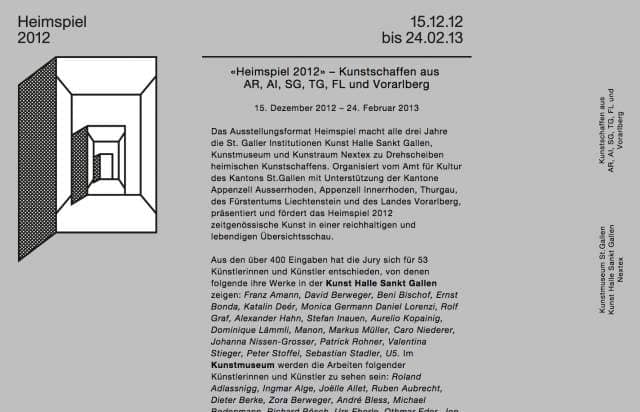 Heimspiel
2012
15.12.12
bis 24.02.13
«Heimspiel 2012» – Kunstschaffen aus
AR, AI, SG, TG, FL und Vorarlberg
15. Dezember 2012 – 24. Februar 2013
Das Ausstellungsformat Heimspiel macht alle drei Jahre
die St. Galler Institutionen Kunst Halle Sankt Gallen,
Kunstmuseum und Kunstraum Nextex zu Drehscheiben
heimischen Kunstschaffens. Organisiert vom Amt für Kultur
des Kantons St.Gallen mit Unterstützung der Kantone
Appenzell Ausserrhoden, Appenzell Innerrhoden, Thurgau,
des Fürstentums Liechtenstein und des Landes Vorarlberg,
präsentiert und fördert das Heimspiel 2012
zeitgenössische Kunst in einer reichhaltigen und
lebendigen Übersichtsschau.
Aus den über 400 Eingaben hat die Jury sich für 53
Künstlerinnen und Künstler entschieden, von denen
folgende ihre Werke in der Kunst Halle Sankt Gallen
zeigen: Franz Amann, David Berweger, Beni Bischof, Ernst
Bonda, Katalin Deér, Monica Germann Daniel Lorenzi, Rolf
Graf, Alexander Hahn, Stefan Inauen, Aurelio Kopainig,
Dominique Lämmli, Manon, Markus Müller, Caro Niederer,
Johanna Nissen-Grosser, Patrick Rohner, Valentina
Stieger, Peter Stoffel, Sebastian Stadler, U5. Im
Kunstmuseum werden die Arbeiten folgender
Künstlerinnen und Künstler zu sehen sein: Roland
Adlassnigg, Ingmar Alge, Joëlle Allet, Ruben Aubrecht,
Dieter Berke, Zora Berweger, André Bless, Michael
Bodenmann, Richard Bösch, Urs Eberle, Othmar Eder, Jon
Kunstschaffen aus
AR, AI, SG, TG, FL und
Vorarlberg
Kunstmuseum St.Gallen
Kunst Halle Sankt Gallen
Nextex